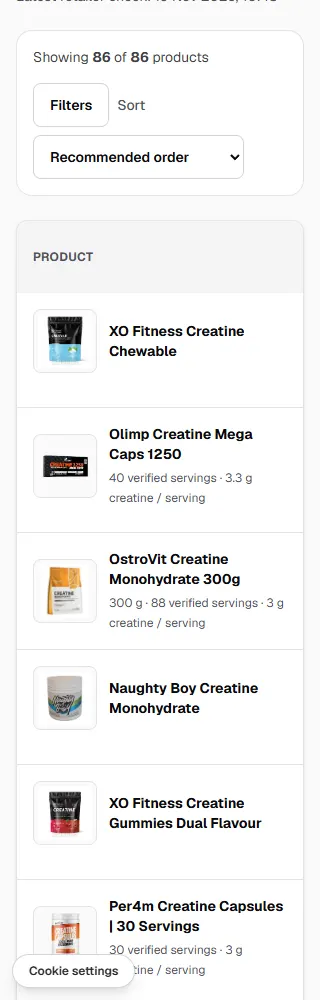 Showing 86 of 86 products
Filters
Sort
Recommended order
PRODUCT
XO Fitness Creatine
Chewable
Olimp Creatine Mega
Caps 1250
40 verified servings · 3.3 g
creatine / serving
OstroVit Creatine
Monohydrate 300g
300 g · 88 verified servings · 3 g
creatine / serving
Naughty Boy Creatine
Monohydrate
XO Fitness Creatine
Gummies Dual Flavour
Per4m Creatine Capsules
| 30 Servings
30 verified servings · 3 g
/ serving
Cookie settings